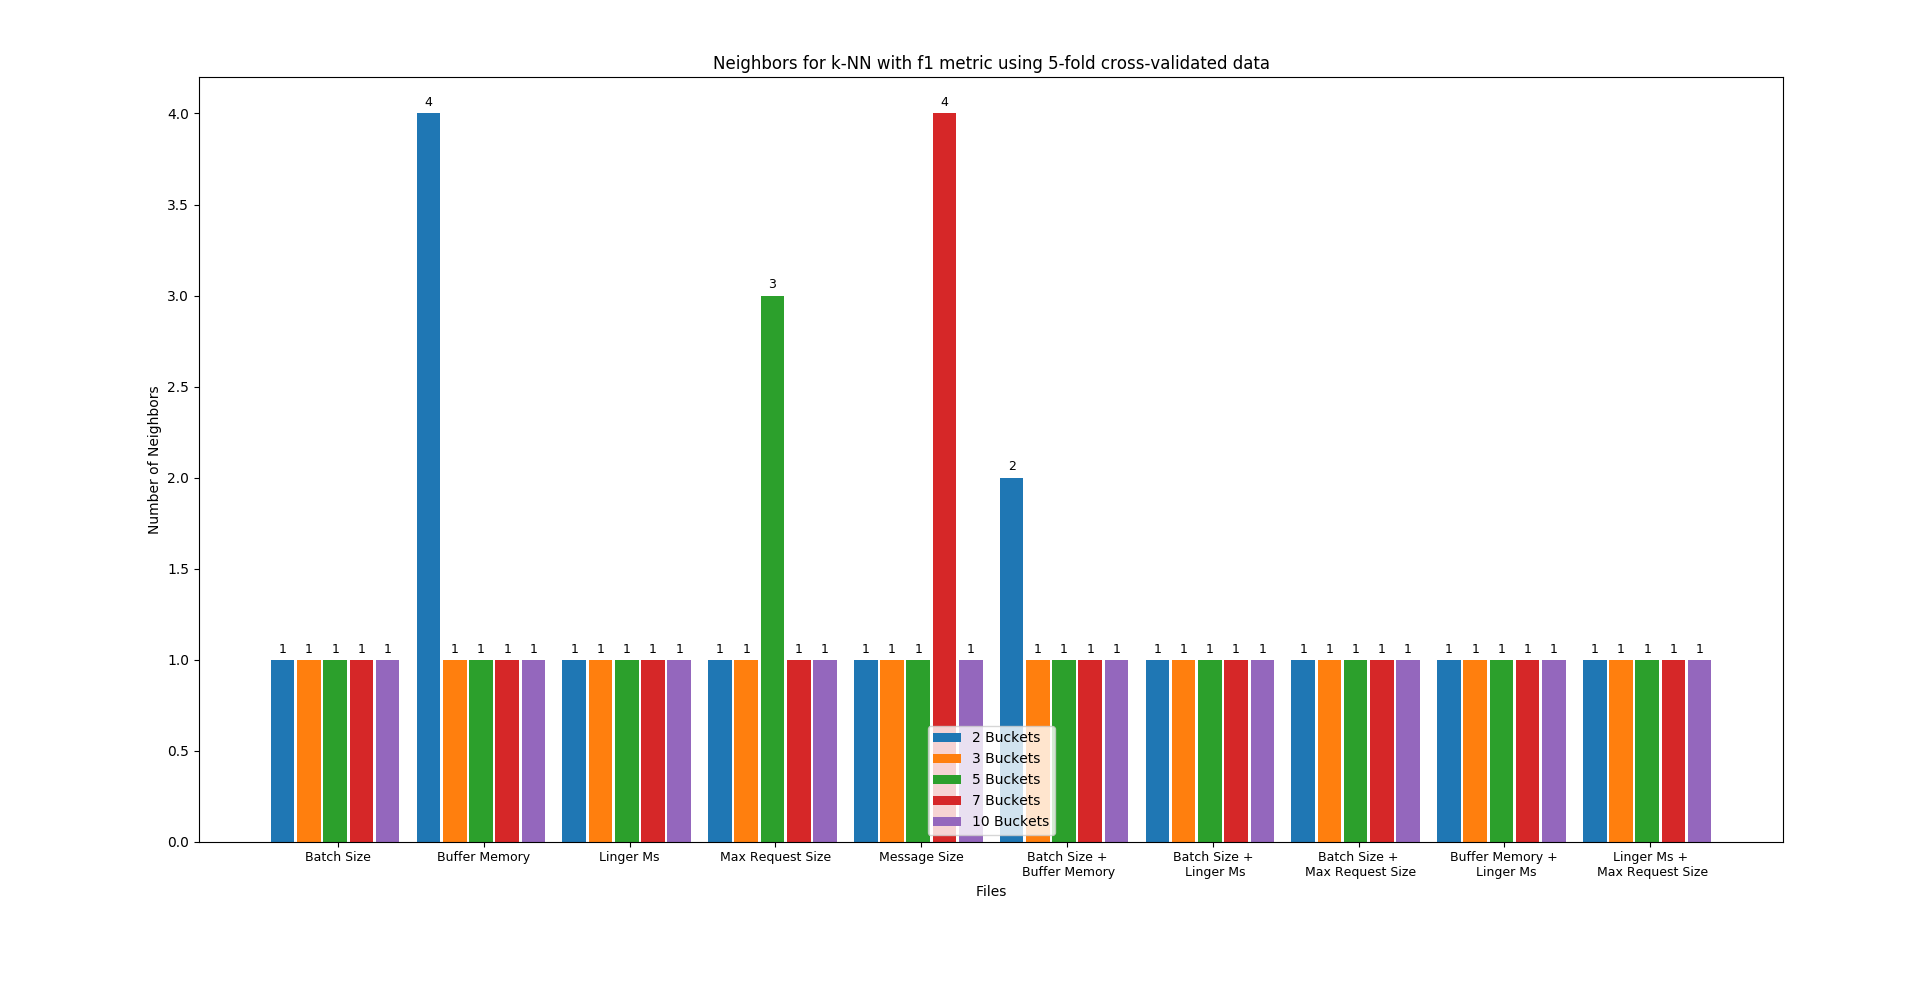 Neighbors for k-NN with f1 metric using 5-fold cross-validated data
4.0
3.5
3.0
2.5
2.0
1.5
1.0
0.5
0.0
Number of Neighbors
1 1 1 1 1
4 1 1 1 1
1 1 1 1 1
1 1 3 1 1
1 1 1 4 1
2 1 1 1 1
1 1 1 1 1
1 1 1 1 1
1 1 1 1 1
1 1 1 1 1
2 Buckets
3 Buckets
5 Buckets
7 Buckets
10 Buckets
Batch Size
Buffer Memory
Linger Ms
Max Request Size
Message Size
Batch Size +
Buffer Memory
Batch Size +
Linger Ms
Batch Size +
Max Request Size
Buffer Memory +
Linger Ms
Linger Ms +
Max Request Size
Files